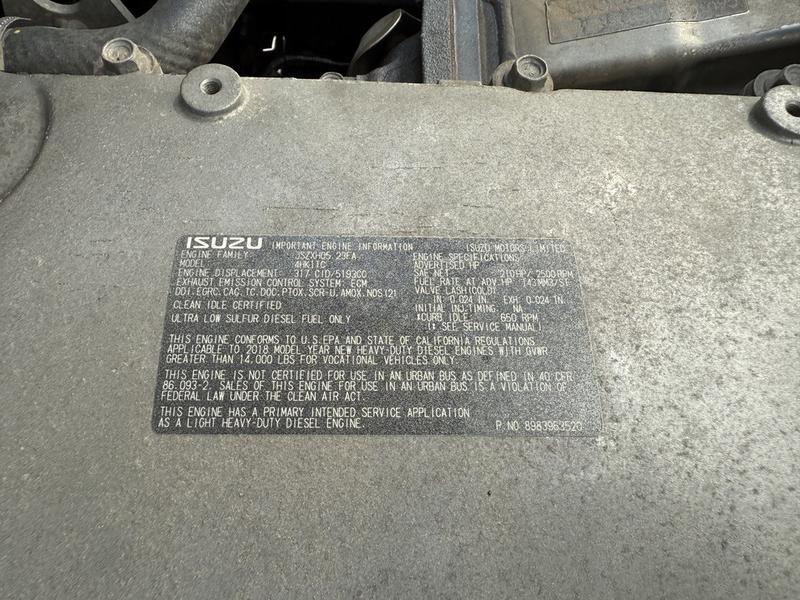 ISUZU IMPORTANT ENGINE INFORMATION ISUZU MOTORS LIMITED
ENGINE FAMILY: JSZXH05.23FA ENGINE SPECIFICATIONS
MODEL: 4HK1TC ADVERTISED HP
ENGINE DISPLACEMENT: 317 CID/5193CC SAE NET: 210HP/2500RPM
EXHAUST EMISSION CONTROL SYSTEM: ECM, FUEL RATE AT ADV.HP 143MM3/ST
DDI,EGRC,CAC,TC,DOC,PTOX,SCR-U,AMOX,NOS121 VALVE LASH(COLD):
IN: 0.024 IN EXH: 0.024 IN
CLEAN IDLE CERTIFIED INITIAL INJ.TIMING: NA
ULTRA LOW SULFUR DIESEL FUEL ONLY *CURB IDLE: 650 RPM
(* SEE SERVICE MANUAL)
THIS ENGINE CONFORMS TO U.S.EPA AND STATE OF CALIFORNIA REGULATIONS
APPLICABLE TO 2018 MODEL YEAR NEW HEAVY-DUTY DIESEL ENGINES WITH GVWR
GREATER THAN 14,000 LBS FOR VOCATIONAL VEHICLES ONLY.
THIS ENGINE IS NOT CERTIFIED FOR USE IN AN URBAN BUS AS DEFINED IN 40 CFR
86.093-2. SALES OF THIS ENGINE FOR USE IN AN URBAN BUS IS A VIOLATION OF
FEDERAL LAW UNDER THE CLEAN AIR ACT.
THIS ENGINE HAS A PRIMARY INTENDED SERVICE APPLICATION
AS A LIGHT HEAVY-DUTY DIESEL ENGINE. P.NO 8983963520